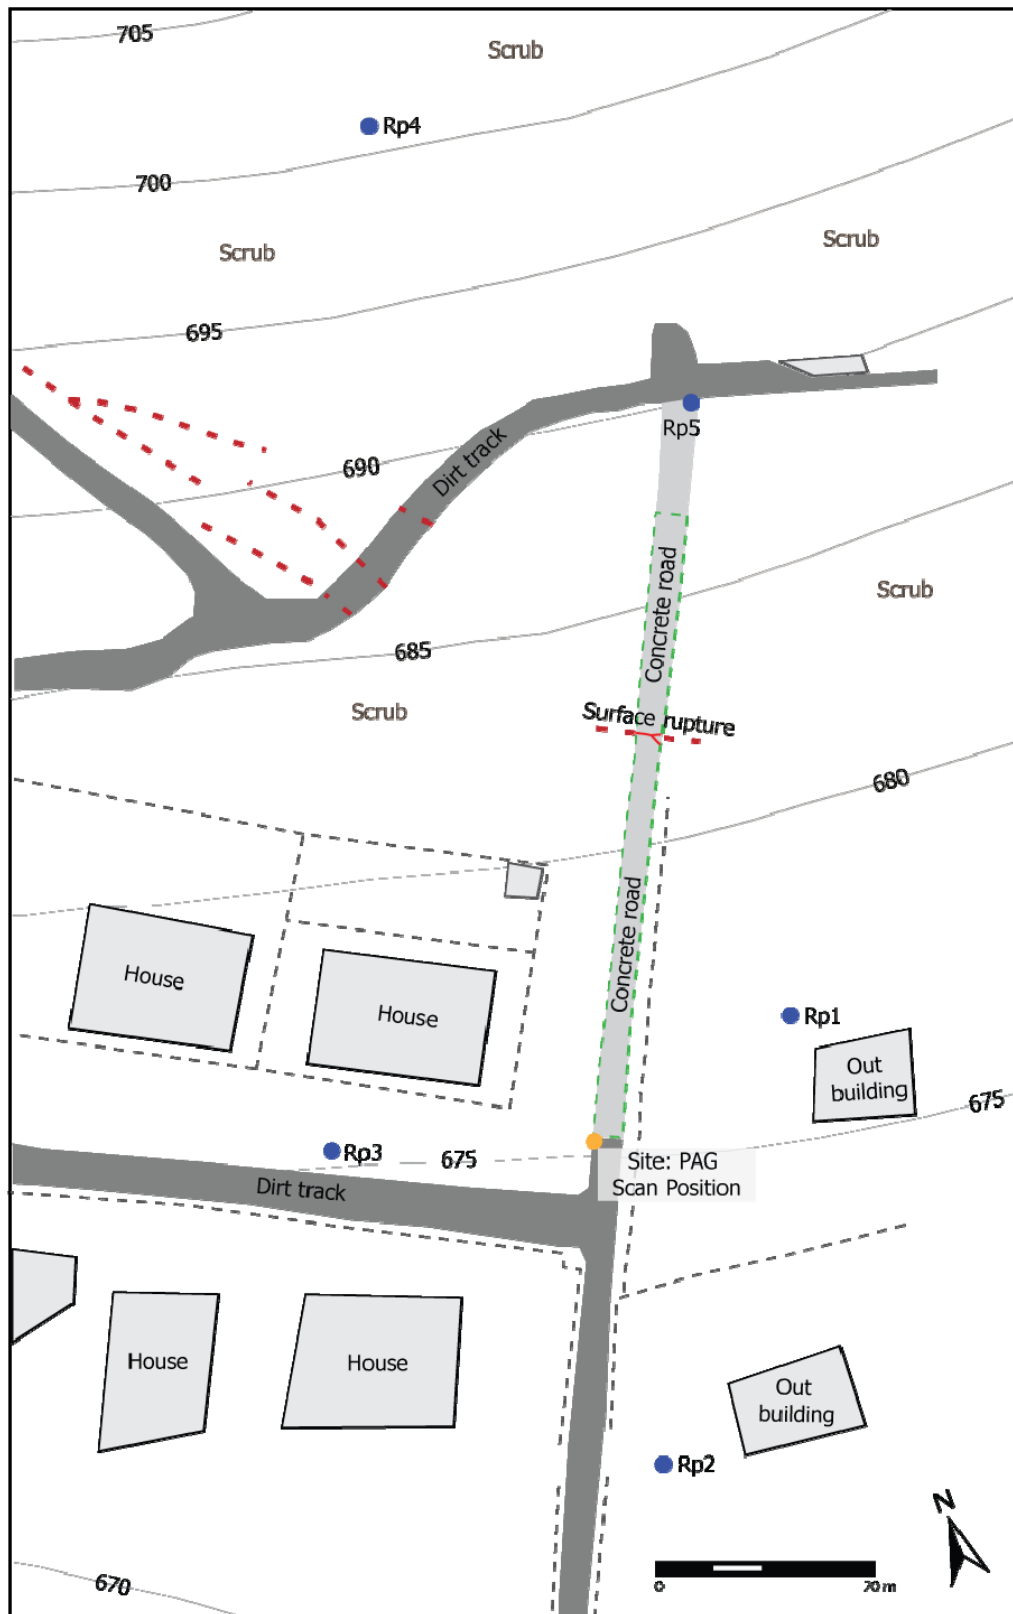 705
Scrub
Rp4
700
Scrub
Scrub
695
Rp5
Dirt track
690
Concrete road
Scrub
685
Scrub
Surface rupture
680
Concrete road
House
House
Rp1
Out
building
675
Rp3
675
Site: PAG
Scan Position
Dirt track
House
House
Out
building
Rp2
N
670
0 70 m